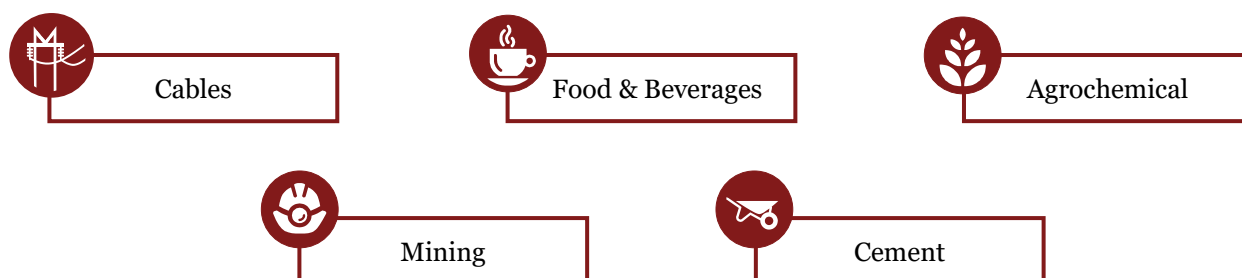 Cables
Food & Beverages
Agrochemical
Mining
Cement